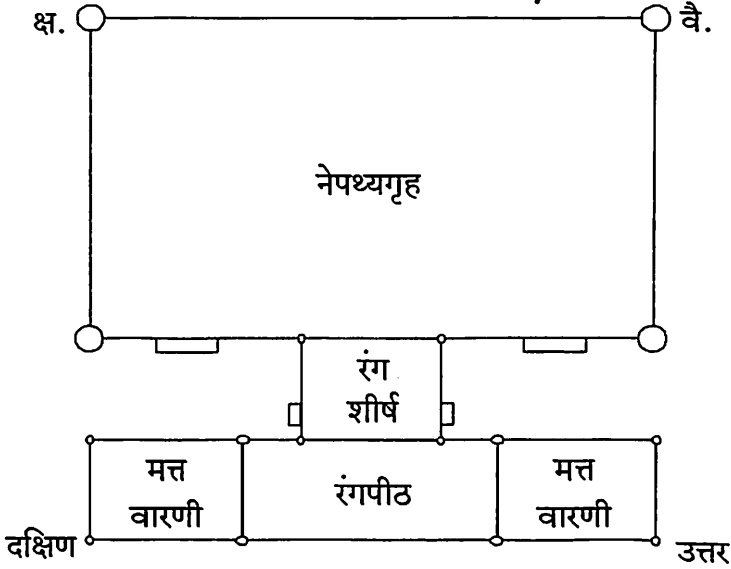 क्ष.
वै.
नेपथ्यगृह
रंग
शीर्ष
मत्त
वारणी
रंगपीठ
मत्त
वारणी
दक्षिण
उत्तर